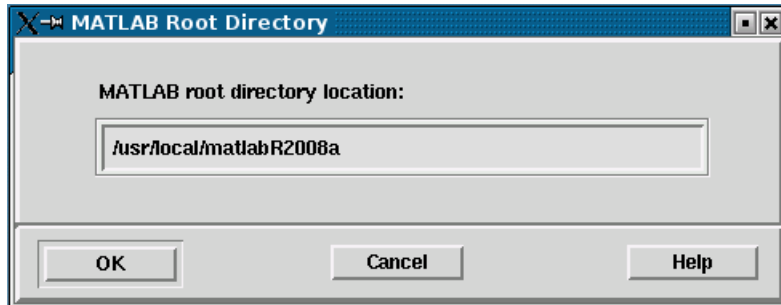 MATLAB Root Directory
MATLAB root directory location:
/usr/local/matlabR2008a
OK Cancel Help